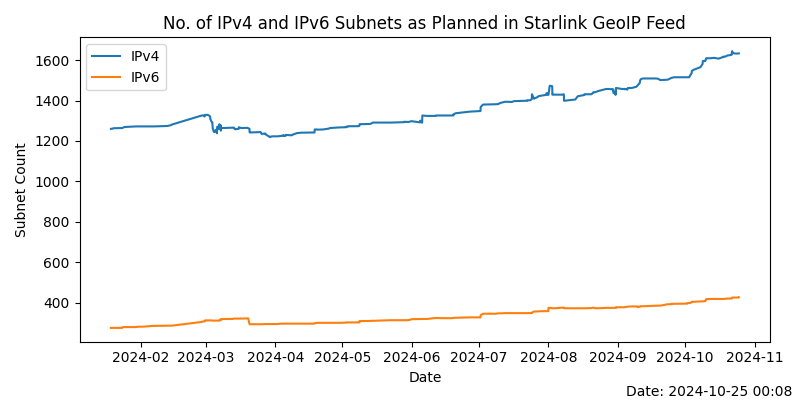 No. of IPv4 and IPv6 Subnets as Planned in Starlink GeoIP Feed
IPv4
IPv6
1600
1400
1200
1000
800
600
400
Subnet Count
2024-02 2024-03 2024-04 2024-05 2024-06 2024-07 2024-08 2024-09 2024-10 2024-11
Date
Date: 2024-10-25 00:08